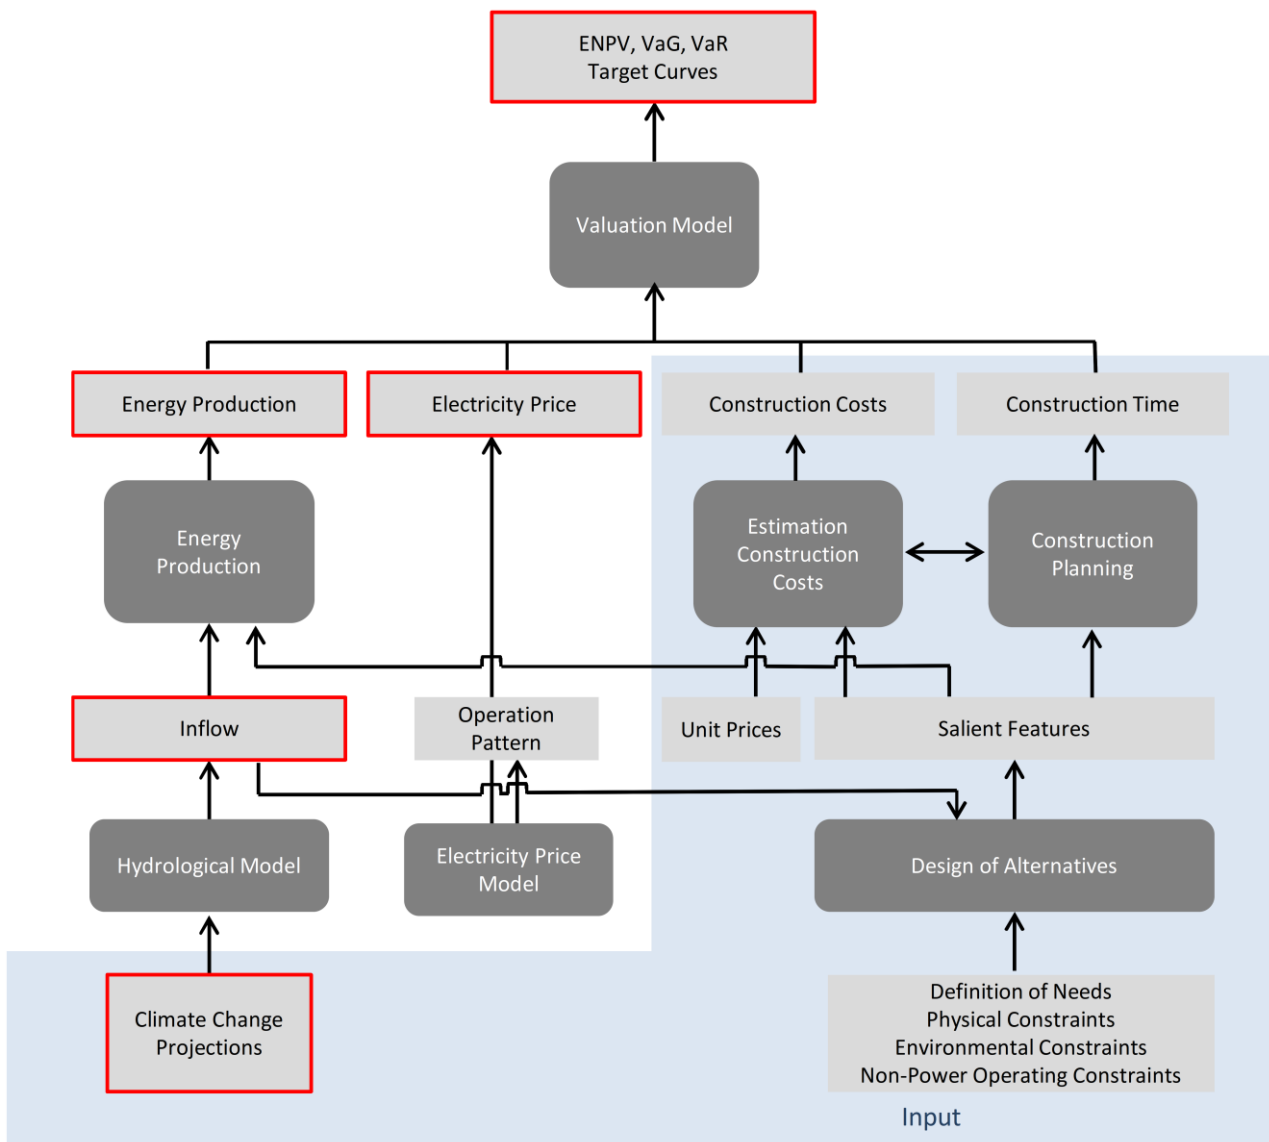 ENPV, VaG, VaR
Target Curves
Valuation Model
Energy Production
Electricity Price
Construction Costs
Construction Time
Energy
Production
Estimation
Construction
Costs
Construction
Planning
Inflow
Operation
Pattern
Unit Prices
Salient Features
Hydrological Model
Electricity Price
Model
Design of Alternatives
Climate Change
Projections
Definition of Needs
Physical Constraints
Environmental Constraints
Non-Power Operating Constraints
Input